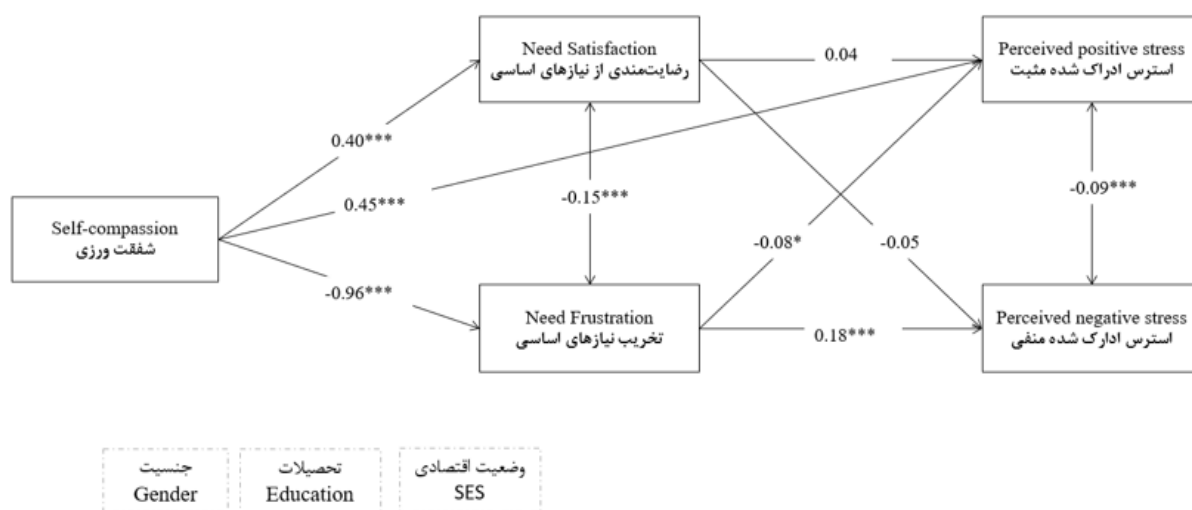 Need Satisfaction
رضایت‌مندی از نیازهای اساسی
0.04
Perceived positive stress
استرس ادراک شده مثبت
0.40***
0.45***
-0.15***
-0.09***
Self-compassion
شفقت ورزی
-0.08*
-0.05
-0.96***
Need Frustration
تخریب نیازهای اساسی
0.18***
Perceived negative stress
استرس ادارک شده منفی
جنسیت
Gender
تحصیلات
Education
وضعیت اقتصادی
SES